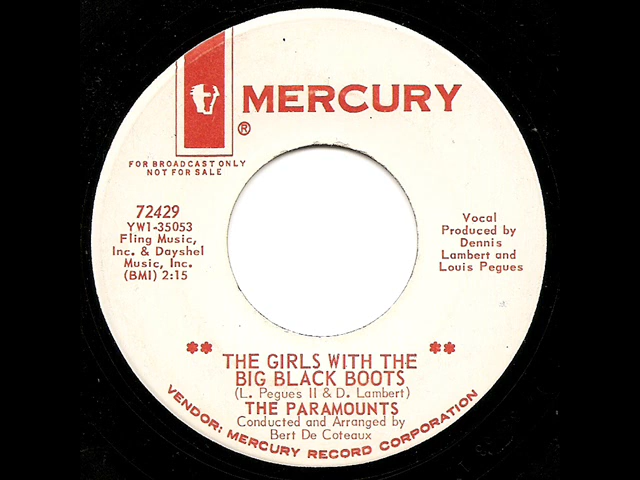 MERCURY
®
FOR BROADCAST ONLY
NOT FOR SALE
72429
YW1-35053
Fling Music,
Inc. & Dayshel
Music, Inc.
(BMI) 2:15
Vocal
Produced by
Dennis
Lambert and
Louis Pegues
** THE GIRLS WITH THE **
BIG BLACK BOOTS
(L. Pegues II & D. Lambert)
THE PARAMOUNTS
Conducted and Arranged by
Bert De Coteaux
VENDOR: MERCURY RECORD CORPORATION